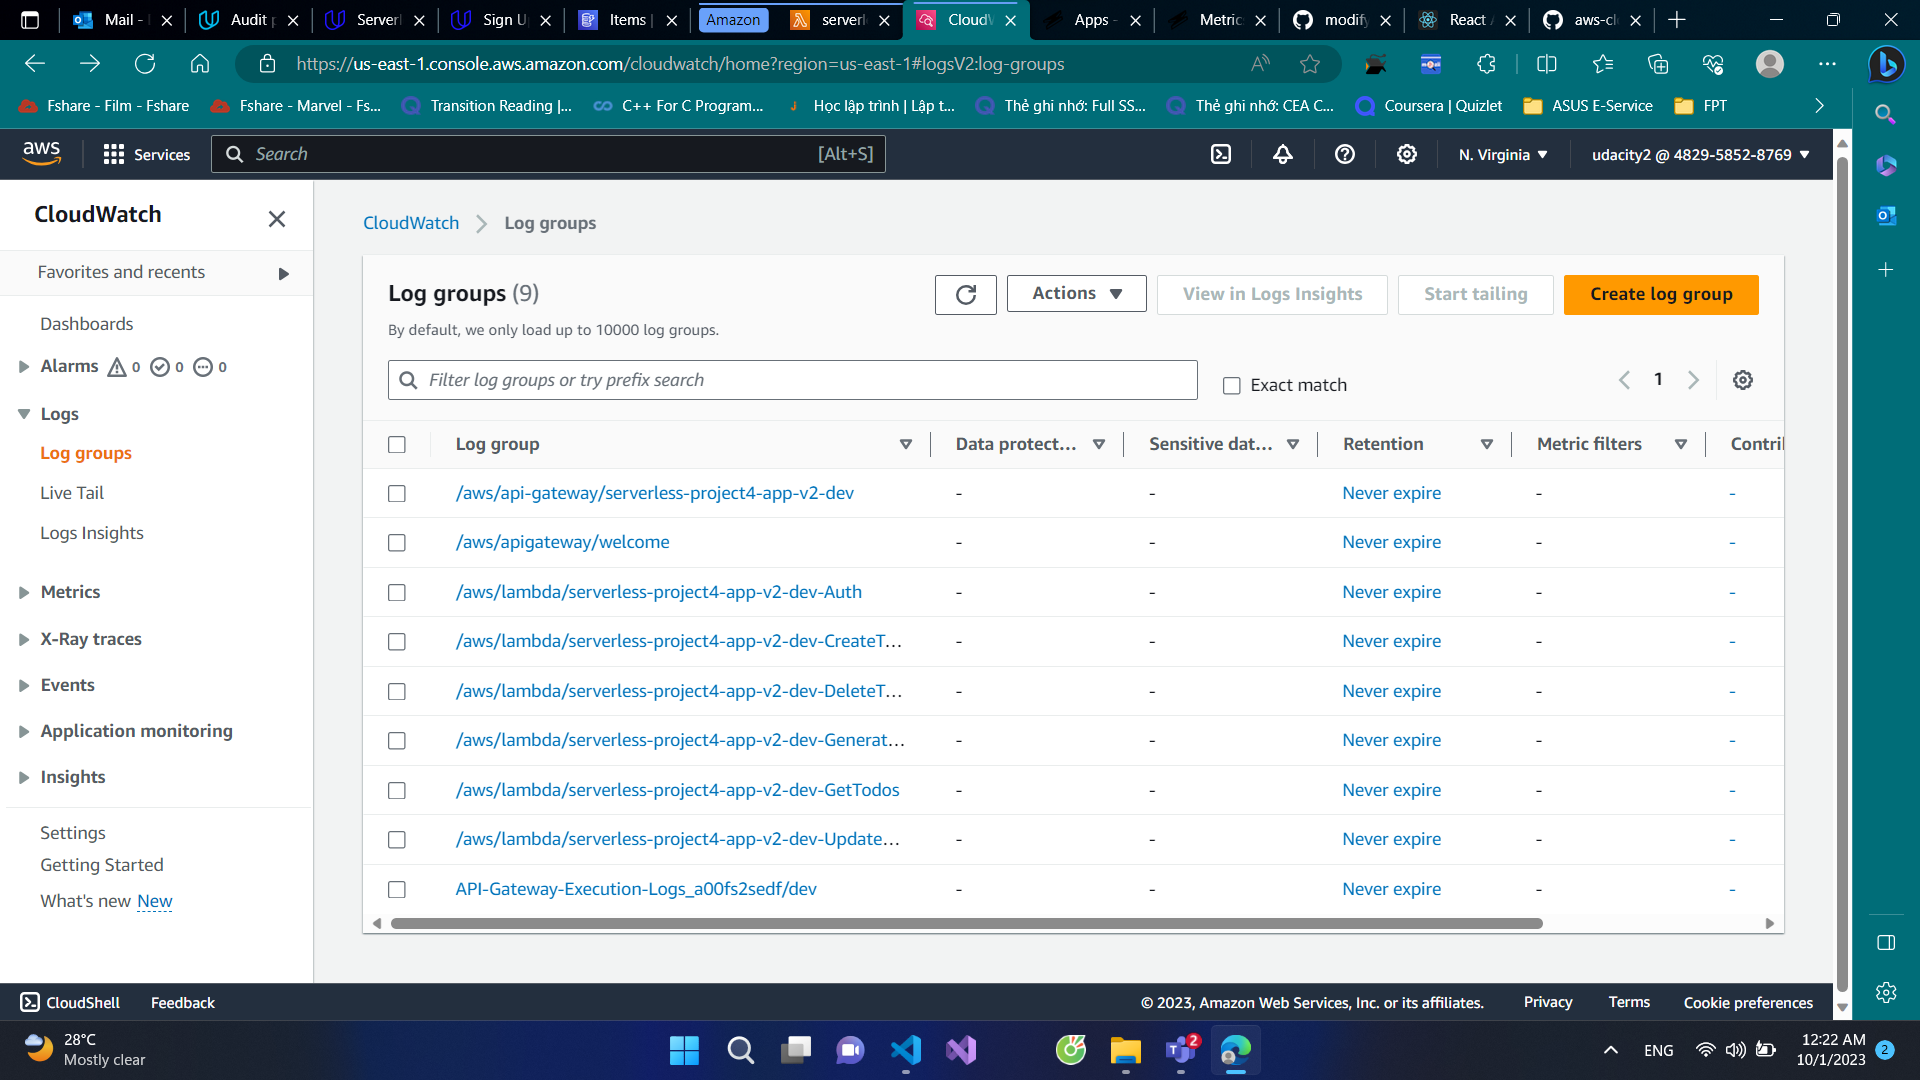 Mail -
Audit p
Serverl
Sign U
Items |
Amazon
serverl
CloudW
Apps -
Metric
modify
React A
aws-cl
https://us-east-1.console.aws.amazon.com/cloudwatch/home?region=us-east-1#logsV2:log-groups
Fshare - Film - Fshare
Fshare - Marvel - Fs...
Transition Reading |...
C++ For C Program...
Học lập trình | Lập t...
Thẻ ghi nhớ: Full SS...
Thẻ ghi nhớ: CEA C...
Coursera | Quizlet
ASUS E-Service
FPT
aws
Services
Search
[Alt+S]
N. Virginia
udacity2 @ 4829-5852-8769
CloudWatch
Favorites and recents
Dashboards
Alarms 0 0 0
Logs
Log groups
Live Tail
Logs Insights
Metrics
X-Ray traces
Events
Application monitoring
Insights
Settings
Getting Started
What's new New
CloudWatch
Log groups
Log groups (9)
By default, we only load up to 10000 log groups.
Actions
View in Logs Insights
Start tailing
Create log group
Filter log groups or try prefix search
Exact match
1
Log group Data protect... Sensitive dat... Retention Metric filters Contri
/aws/api-gateway/serverless-project4-app-v2-dev - - Never expire - -
/aws/apigateway/welcome - - Never expire - -
/aws/lambda/serverless-project4-app-v2-dev-Auth - - Never expire - -
/aws/lambda/serverless-project4-app-v2-dev-CreateT... - - Never expire - -
/aws/lambda/serverless-project4-app-v2-dev-DeleteT... - - Never expire - -
/aws/lambda/serverless-project4-app-v2-dev-Generat... - - Never expire - -
/aws/lambda/serverless-project4-app-v2-dev-GetTodos - - Never expire - -
/aws/lambda/serverless-project4-app-v2-dev-Update... - - Never expire - -
API-Gateway-Execution-Logs_a00fs2sedf/dev - - Never expire - -
CloudShell
Feedback
© 2023, Amazon Web Services, Inc. or its affiliates.
Privacy
Terms
Cookie preferences
28°C
Mostly clear
2
ENG
12:22 AM
10/1/2023
2